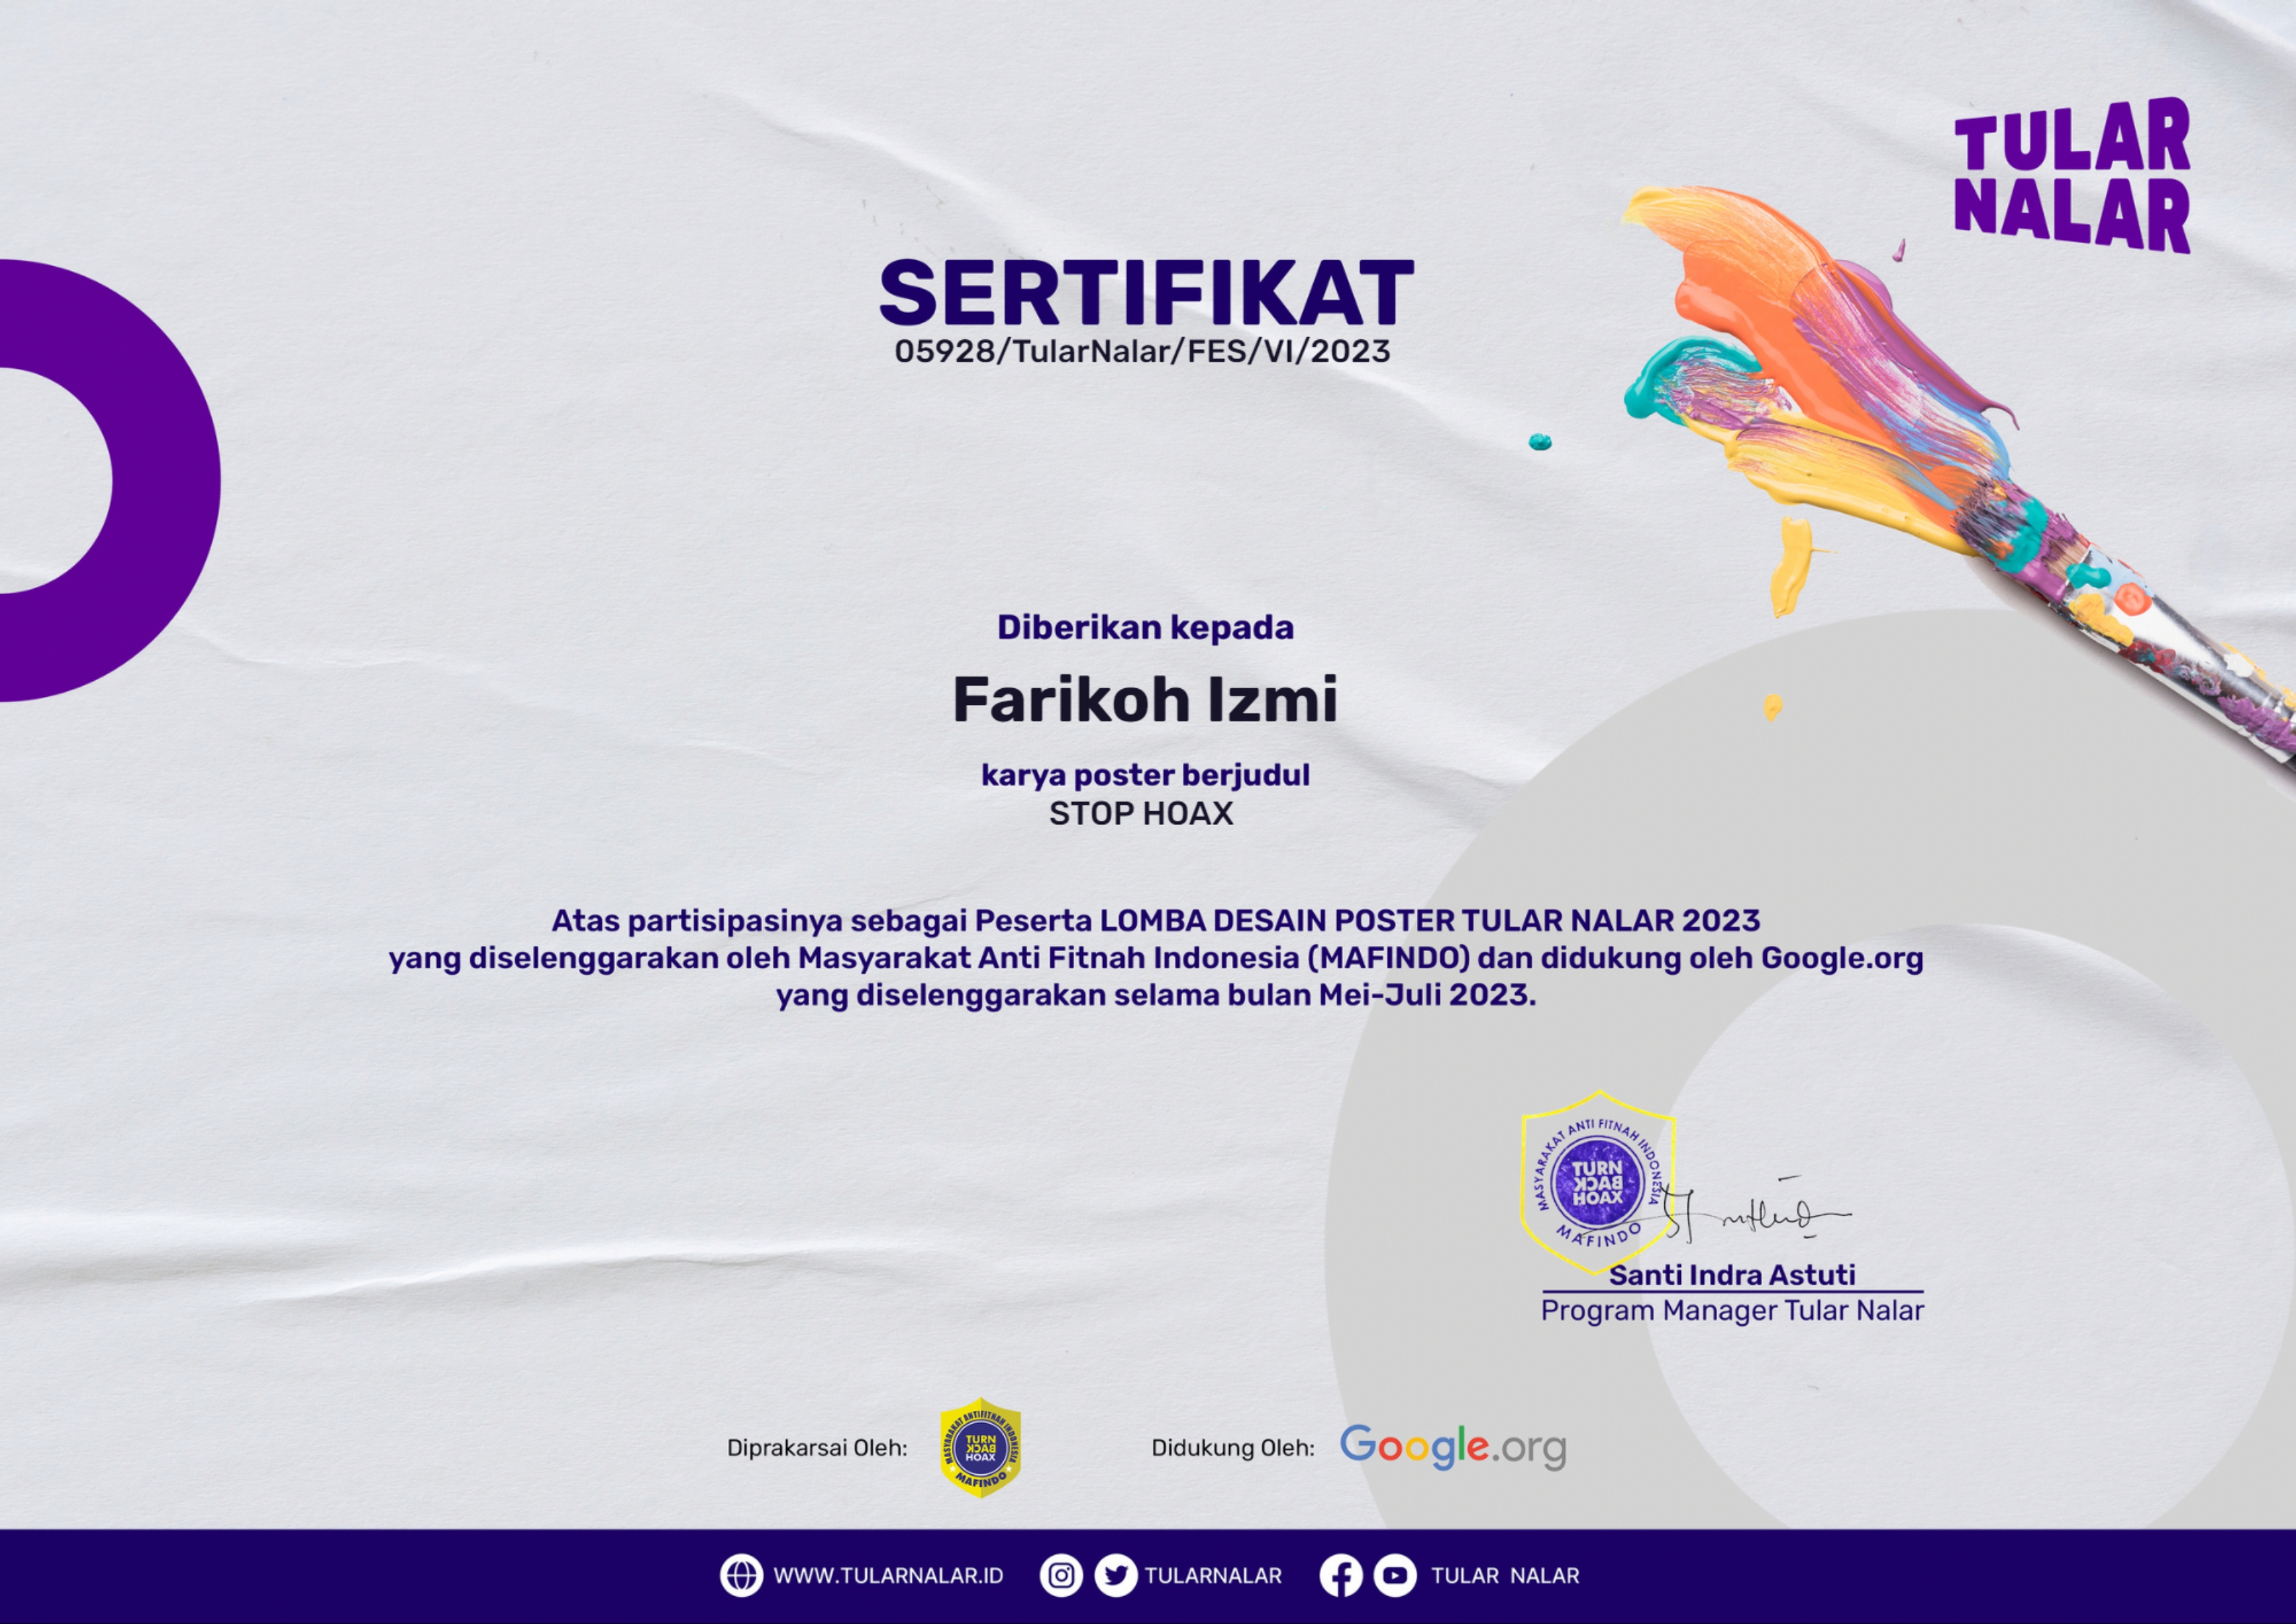 TULAR
NALAR
SERTIFIKAT
05928/TularNalar/FES/VI/2023
Diberikan kepada
Farikoh Izmi
karya poster berjudul
STOP HOAX
Atas partisipasinya sebagai Peserta LOMBA DESAIN POSTER TULAR NALAR 2023
yang diselenggarakan oleh Masyarakat Anti Fitnah Indonesia (MAFINDO) dan didukung oleh Google.org
yang diselenggarakan selama bulan Mei-Juli 2023.
MASYARAKAT ANTI FITNAH INDONESIA
TURN
BACK
HOAX
MAFINDO
Santi Indra Astuti
Program Manager Tular Nalar
Diprakarsai Oleh:
MASYARAKAT ANTI FITNAH INDONESIA
TURN
BACK
HOAX
MAFINDO
Didukung Oleh:
Google.org
WWW.TULARNALAR.ID
TULARNALAR
TULAR NALAR